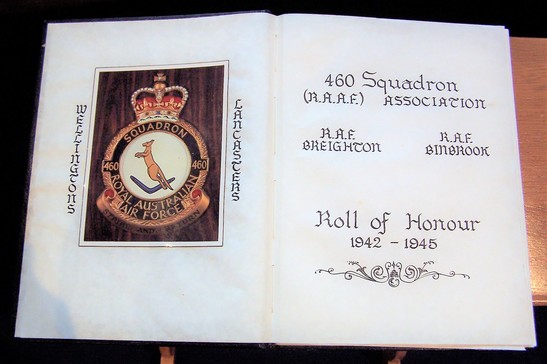 WELLINGTONS
SQUADRON
460 460
ROYAL AUSTRALIAN
AIR FORCE
LANCASTERS
460 Squadron
(R.A.A.F.) ASSOCIATION
R.A.F. R.A.F.
BREIGHTON BINBROOK
Roll of Honour
1942 - 1945